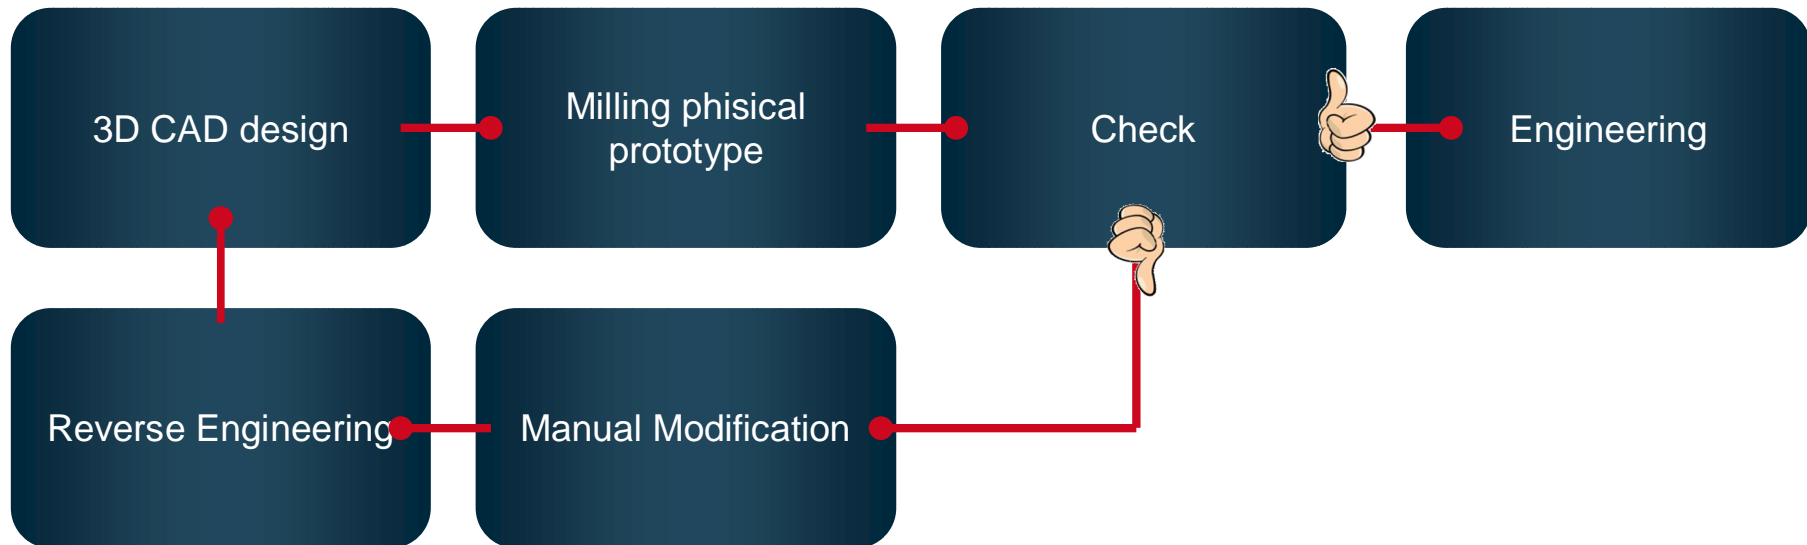 3D CAD design
Milling phisical
prototype
Check
Engineering
Reverse Engineering
Manual Modification